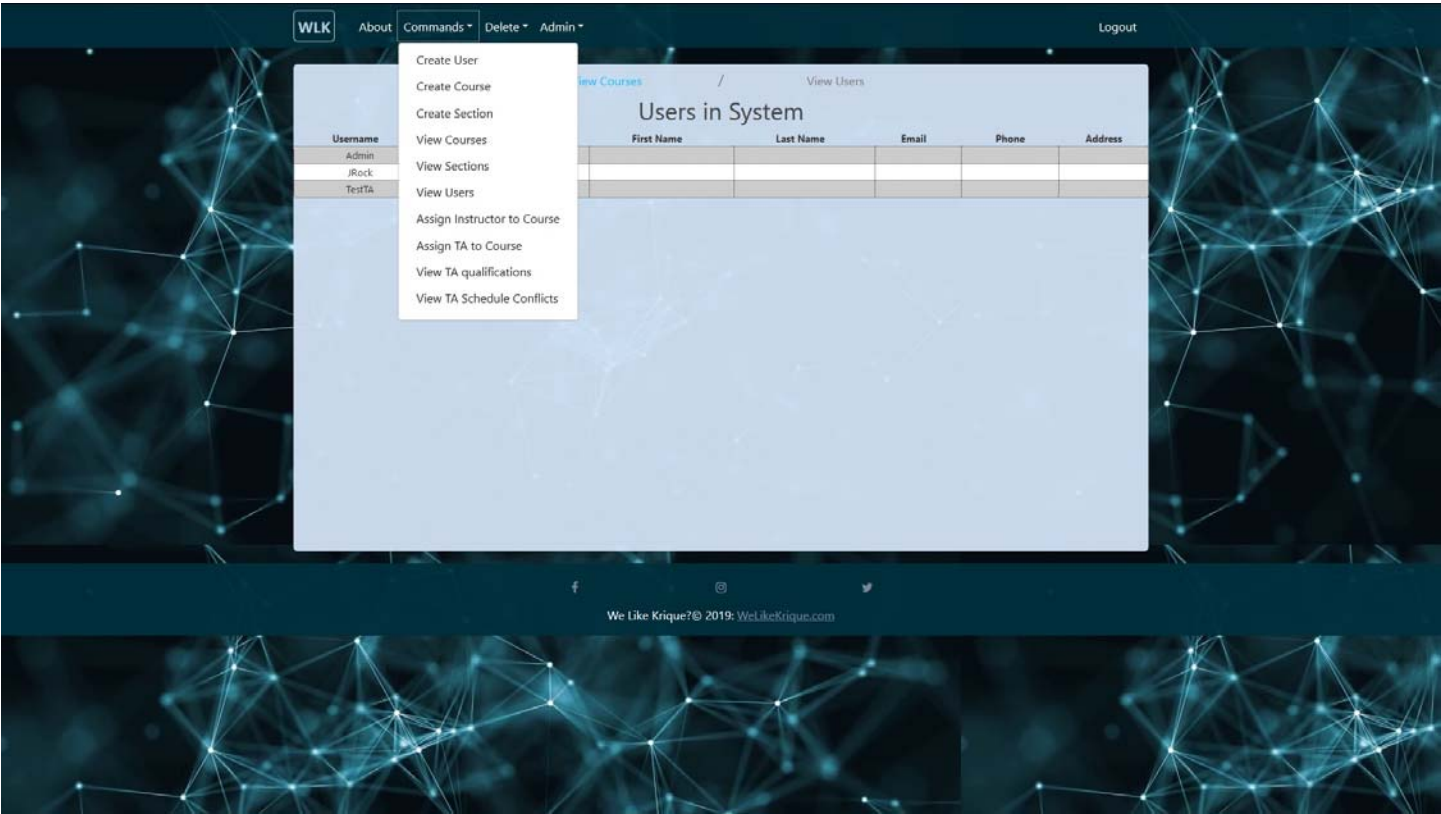 WLK About Commands Delete Admin Logout
Create User
Create Course
Create Section
View Courses
View Sections
View Users
Assign Instructor to Course
Assign TA to Course
View TA qualifications
View TA Schedule Conflicts
iew Courses / View Users
Users in System
Username First Name Last Name Email Phone Address
Admin
JRock
TestTA
We Like Krique?© 2019: WeLikeKrique.com